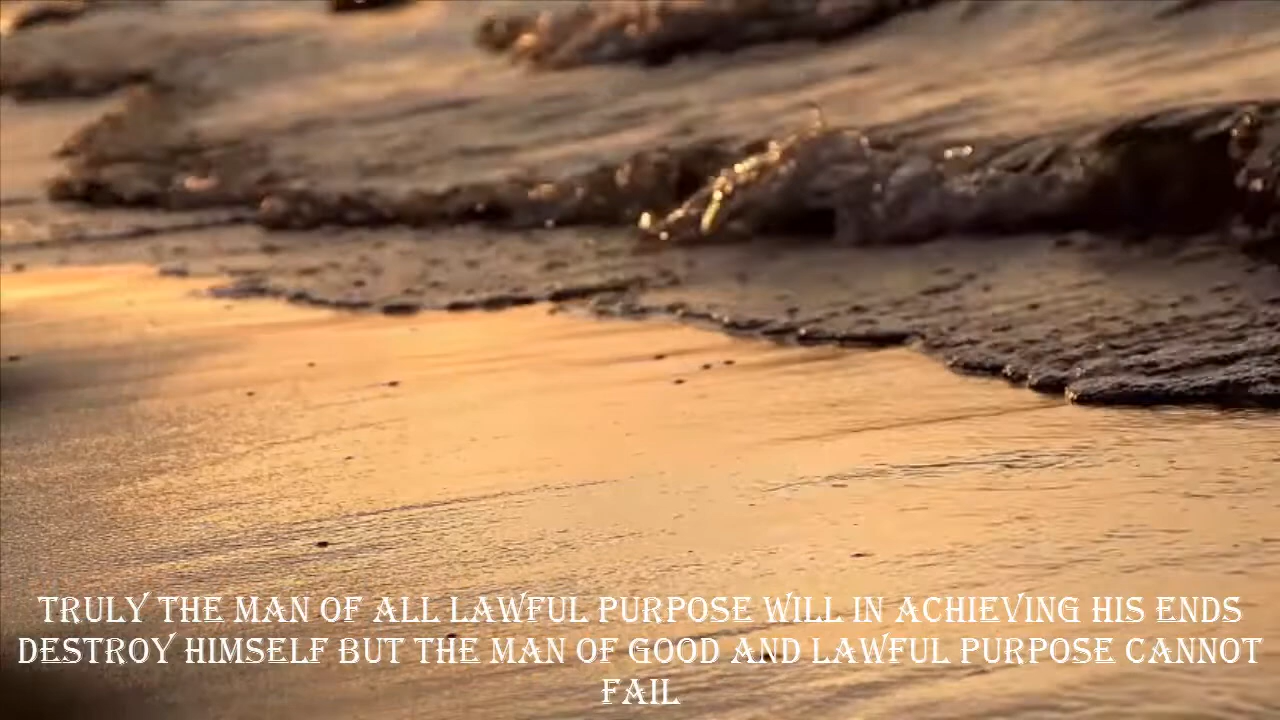 TRULY THE MAN OF ALL LAWFUL PURPOSE WILL IN ACHIEVING HIS ENDS
DESTROY HIMSELF BUT THE MAN OF GOOD AND LAWFUL PURPOSE CANNOT
FAIL